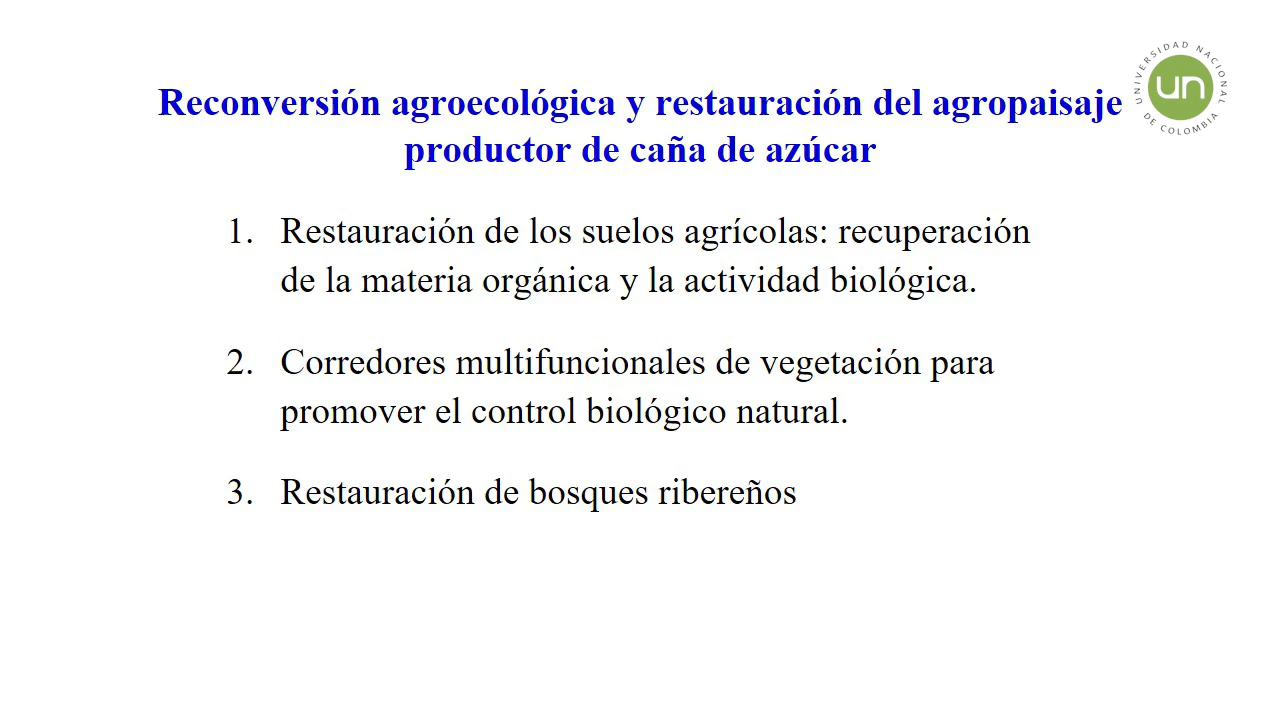 Reconversión agroecológica y restauración del agropaisaje
productor de caña de azúcar
1. Restauración de los suelos agrícolas: recuperación
de la materia orgánica y la actividad biológica.
2. Corredores multifuncionales de vegetación para
promover el control biológico natural.
3. Restauración de bosques ribereños
UNIVERSIDAD NACIONAL
DE COLOMBIA
un